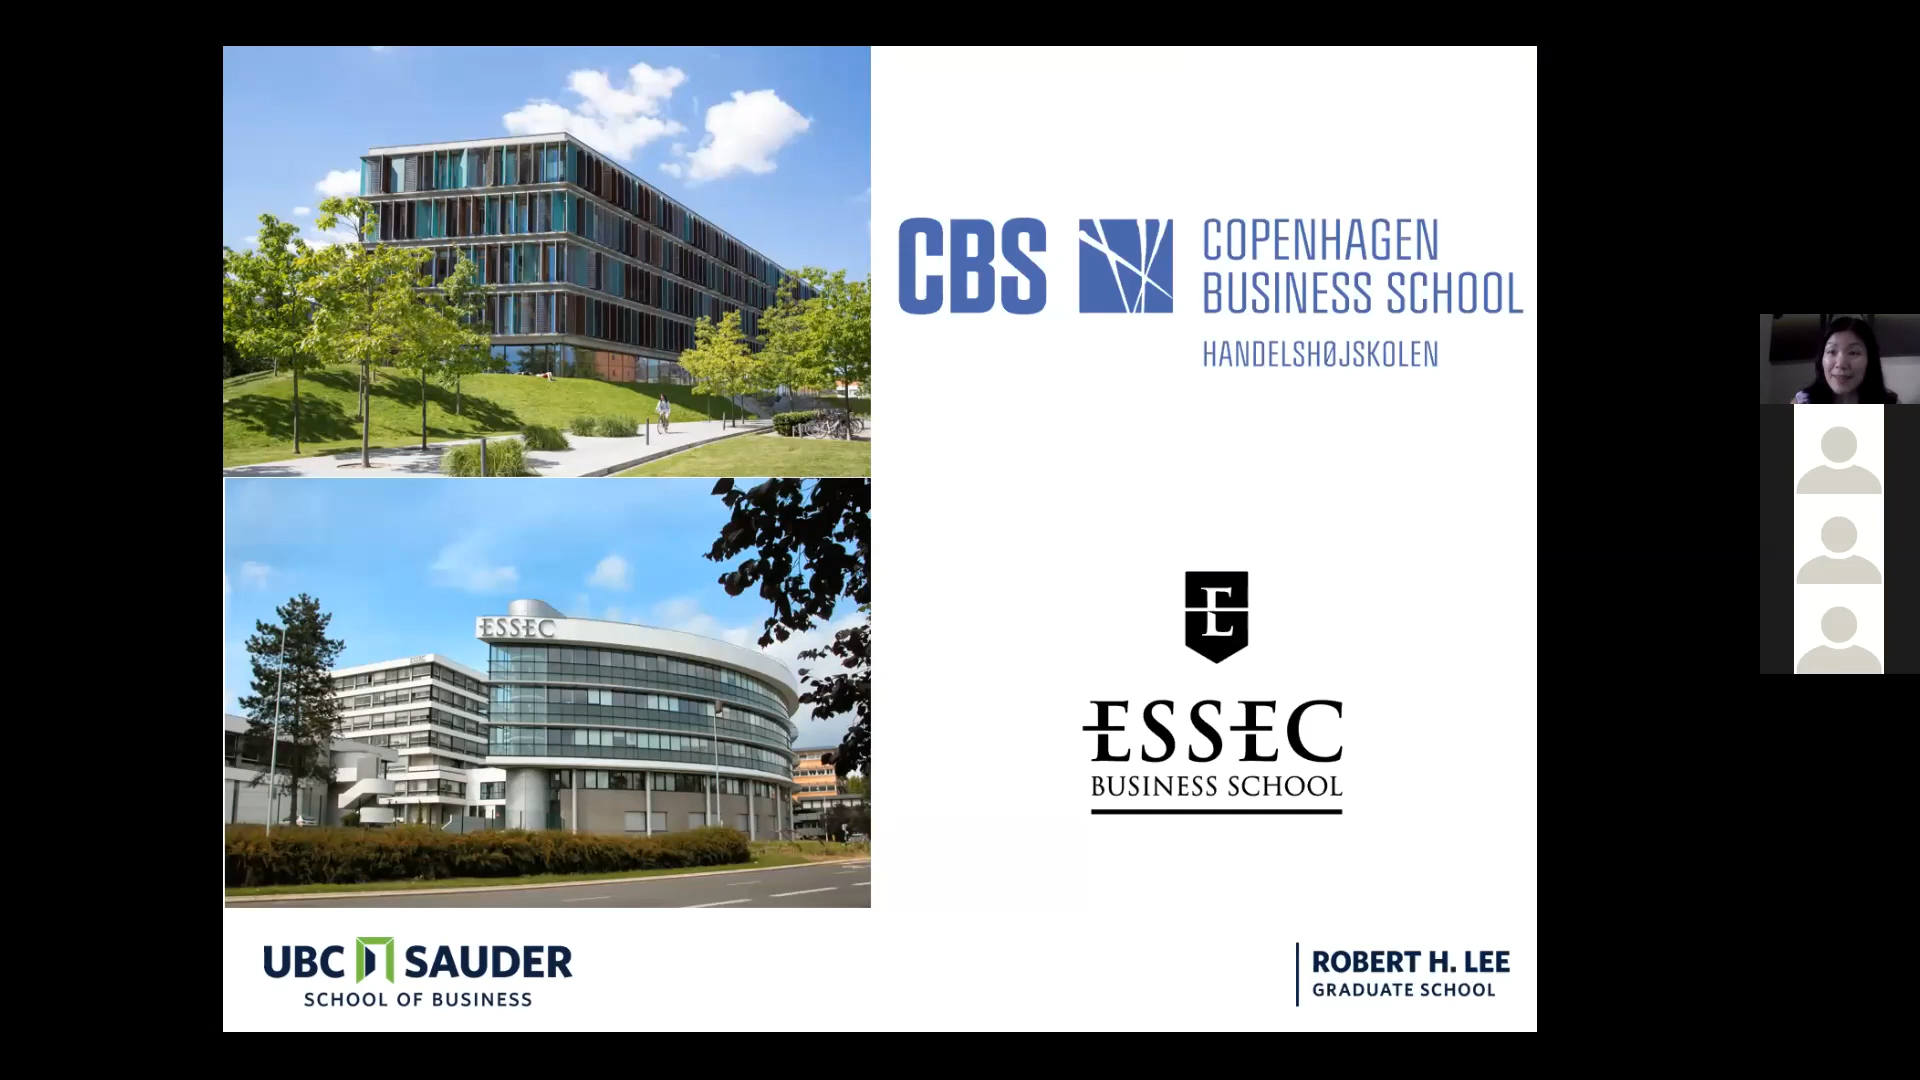 CBS
COPENHAGEN
BUSINESS SCHOOL
HANDELSHØJSKOLEN
ESSEC
E
ESSEC
BUSINESS SCHOOL
UBC SAUDER
SCHOOL OF BUSINESS
ROBERT H. LEE
GRADUATE SCHOOL